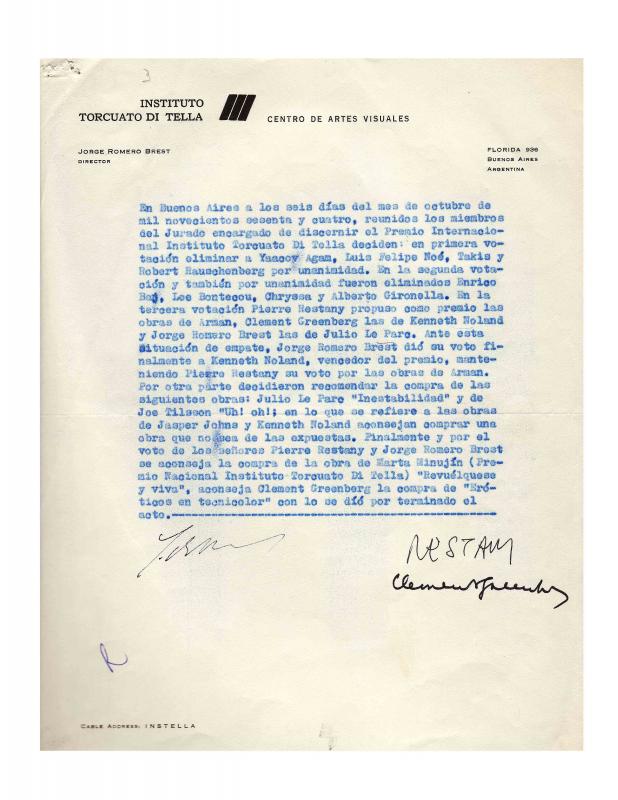 3
INSTITUTO
TORCUATO DI TELLA
CENTRO DE ARTES VISUALES
JORGE ROMERO BREST
DIRECTOR
FLORIDA 936
BUENOS AIRES
ARGENTINA
En Buenos Aires a los seis días del mes de octubre de
mil novecientos sesenta y cuatro, reunidos los miembros
del Jurado encargado de discernir el Premio Internacio-
nal Instituto Torcuato Di Tella deciden: en primera vo-
tación eliminar a Yaacov Agam, Luis Felipe Noé, Takis y
Robert Rauschenberg por unanimidad. En la segunda vota-
ción y también por unanimidad fueron eliminados Enrico
Baj, Lee Bontecou, Chryssa y Alberto Gironella. En la
tercera votación Pierre Restany propuso como premio las
obras de Arman, Clement Greenberg las de Kenneth Noland
y Jorge Romero Brest las de Julio Le Parc. Ante esta
situación de empate, Jorge Romero Brest dió su voto fi-
nalmente a Kenneth Noland, vencedor del premio, mante-
niendo Pierre Restany su voto por las obras de Arman.
Por otra parte decidieron recomendar la compra de las
siguientes obras: Julio Le Parc "Inestabilidad" y de
Joe Tilsson "Uh! oh!; en lo que se refiere a las obras
de Jasper Johns y Kenneth Noland aconsejan comprar una
obra que no sea de las expuestas. Finalmente y por el
voto de los señores Pierre Restany y Jorge Romero Brest
se aconseja la compra de la obra de Marta Minujín (Pre-
mio Nacional Instituto Torcuato Di Tella) "Revuélquese
y viva", aconseja Clement Greenberg la compra de "Eró-
ticos en tecnicolor" con lo se díó por terminado el
acto.
RESTANY
Clement Greenberg
CABLE ADDRESS: INSTELLA